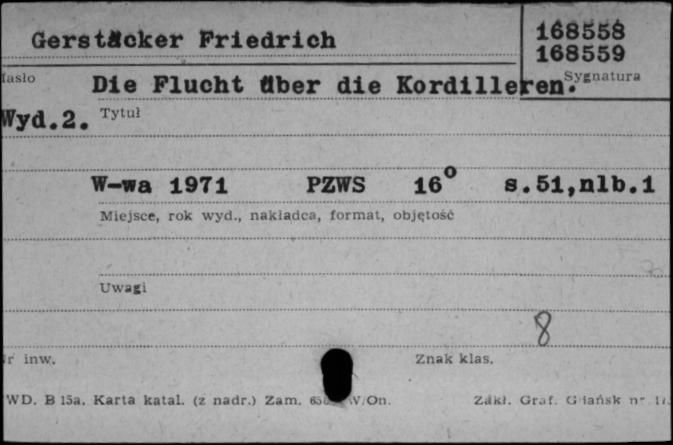 168558
Gerstäcker Friedrich
168559
Hasło Sygnatura
Die Flucht über die Kordilleren.
Wyd.2. Tytuł
W-wa 1971 PZWS 16° s.51,nlb.1
Miejsce, rok wyd., nakładca, format, objętość
Uwagi
8
Nr inw. Znak klas.
WD. B 15a. Karta katal. (z nadr.) Zam. W/On. Zakł. Graf. Gdańsk nr